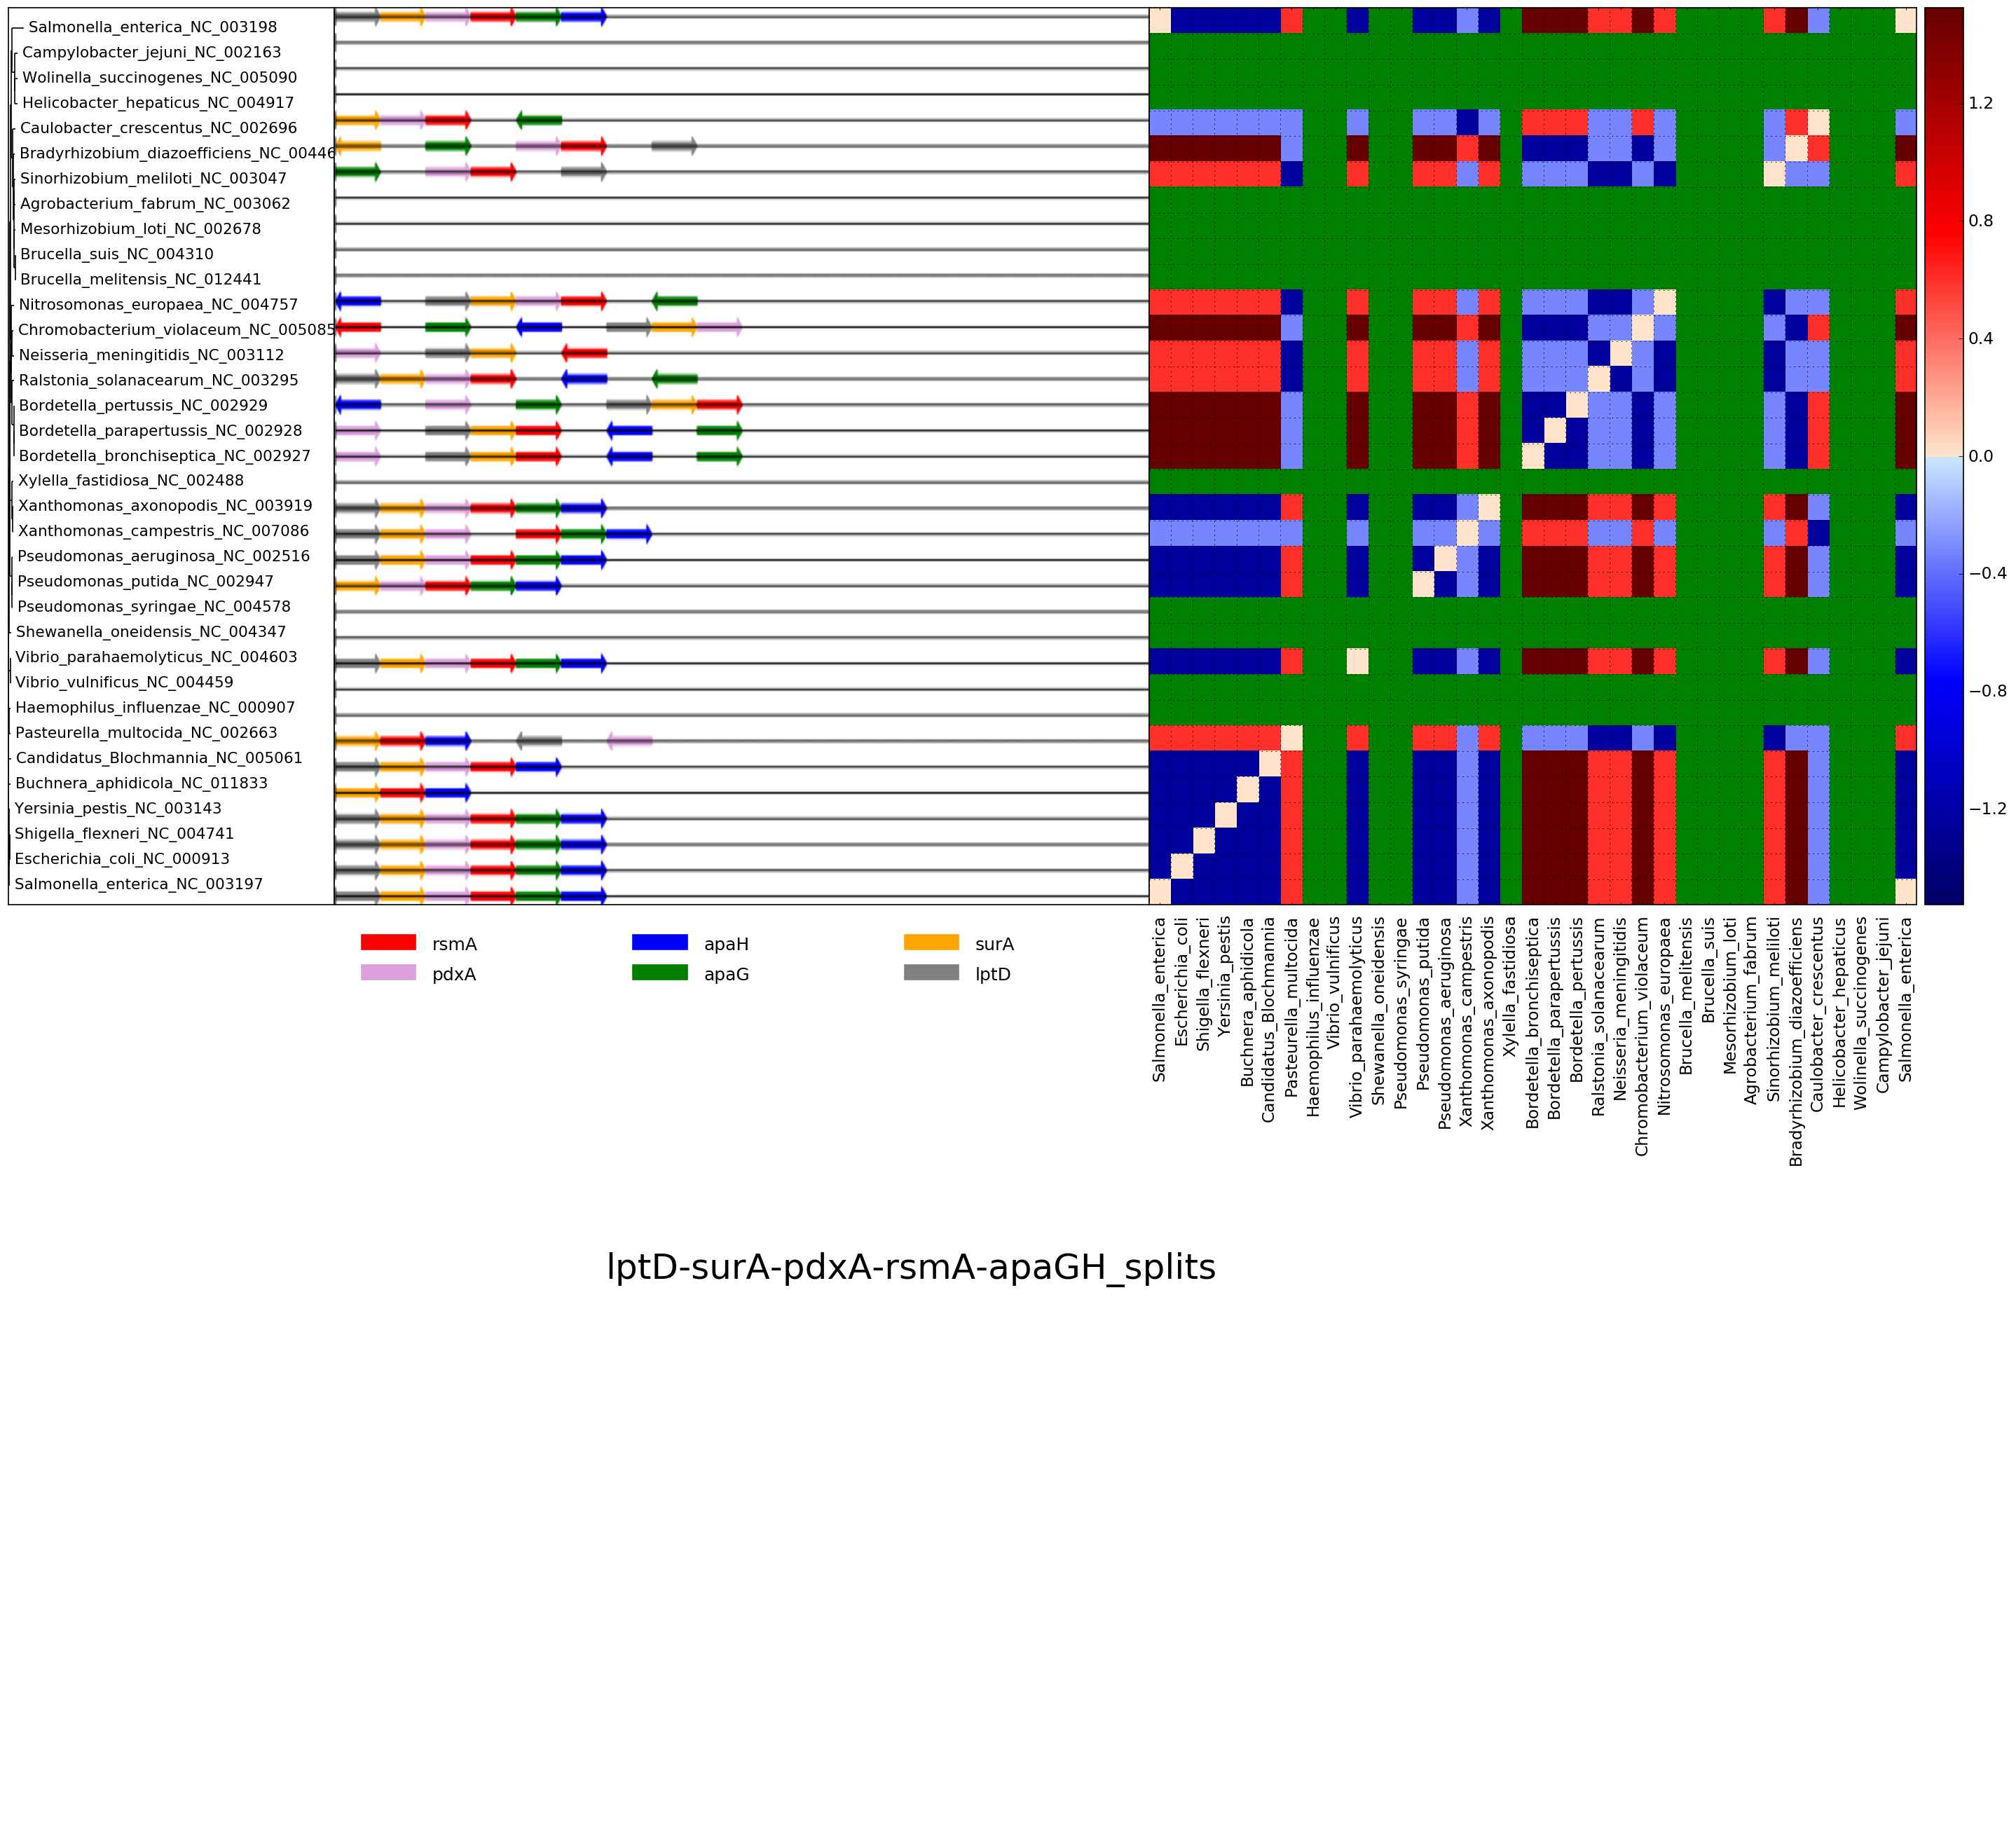 Salmonella_enterica_NC_003198
Campylobacter_jejuni_NC_002163
Wolinella_succinogenes_NC_005090
Helicobacter_hepaticus_NC_004917
Caulobacter_crescentus_NC_002696
Bradyrhizobium_diazoefficiens_NC_00446
Sinorhizobium_meliloti_NC_003047
Agrobacterium_fabrum_NC_003062
Mesorhizobium_loti_NC_002678
Brucella_suis_NC_004310
Brucella_melitensis_NC_012441
Nitrosomonas_europaea_NC_004757
Chromobacterium_violaceum_NC_005085
Neisseria_meningitidis_NC_003112
Ralstonia_solanacearum_NC_003295
Bordetella_pertussis_NC_002929
Bordetella_parapertussis_NC_002928
Bordetella_bronchiseptica_NC_002927
Xylella_fastidiosa_NC_002488
Xanthomonas_axonopodis_NC_003919
Xanthomonas_campestris_NC_007086
Pseudomonas_aeruginosa_NC_002516
Pseudomonas_putida_NC_002947
Pseudomonas_syringae_NC_004578
Shewanella_oneidensis_NC_004347
Vibrio_parahaemolyticus_NC_004603
Vibrio_vulnificus_NC_004459
Haemophilus_influenzae_NC_000907
Pasteurella_multocida_NC_002663
Candidatus_Blochmannia_NC_005061
Buchnera_aphidicola_NC_011833
Yersinia_pestis_NC_003143
Shigella_flexneri_NC_004741
Escherichia_coli_NC_000913
Salmonella_enterica_NC_003197
1.2
0.8
0.4
0.0
−0.4
−0.8
−1.2
Salmonella_enterica
Escherichia_coli
Shigella_flexneri
Yersinia_pestis
Buchnera_aphidicola
Candidatus_Blochmannia
Pasteurella_multocida
Haemophilus_influenzae
Vibrio_vulnificus
Vibrio_parahaemolyticus
Shewanella_oneidensis
Pseudomonas_syringae
Pseudomonas_putida
Pseudomonas_aeruginosa
Xanthomonas_campestris
Xanthomonas_axonopodis
Xylella_fastidiosa
Bordetella_bronchiseptica
Bordetella_parapertussis
Bordetella_pertussis
Ralstonia_solanacearum
Neisseria_meningitidis
Chromobacterium_violaceum
Nitrosomonas_europaea
Brucella_melitensis
Brucella_suis
Mesorhizobium_loti
Agrobacterium_fabrum
Sinorhizobium_meliloti
Bradyrhizobium_diazoefficiens
Caulobacter_crescentus
Helicobacter_hepaticus
Wolinella_succinogenes
Campylobacter_jejuni
Salmonella_enterica
rsmA apaH surA
pdxA apaG lptD
lptD-surA-pdxA-rsmA-apaGH_splits